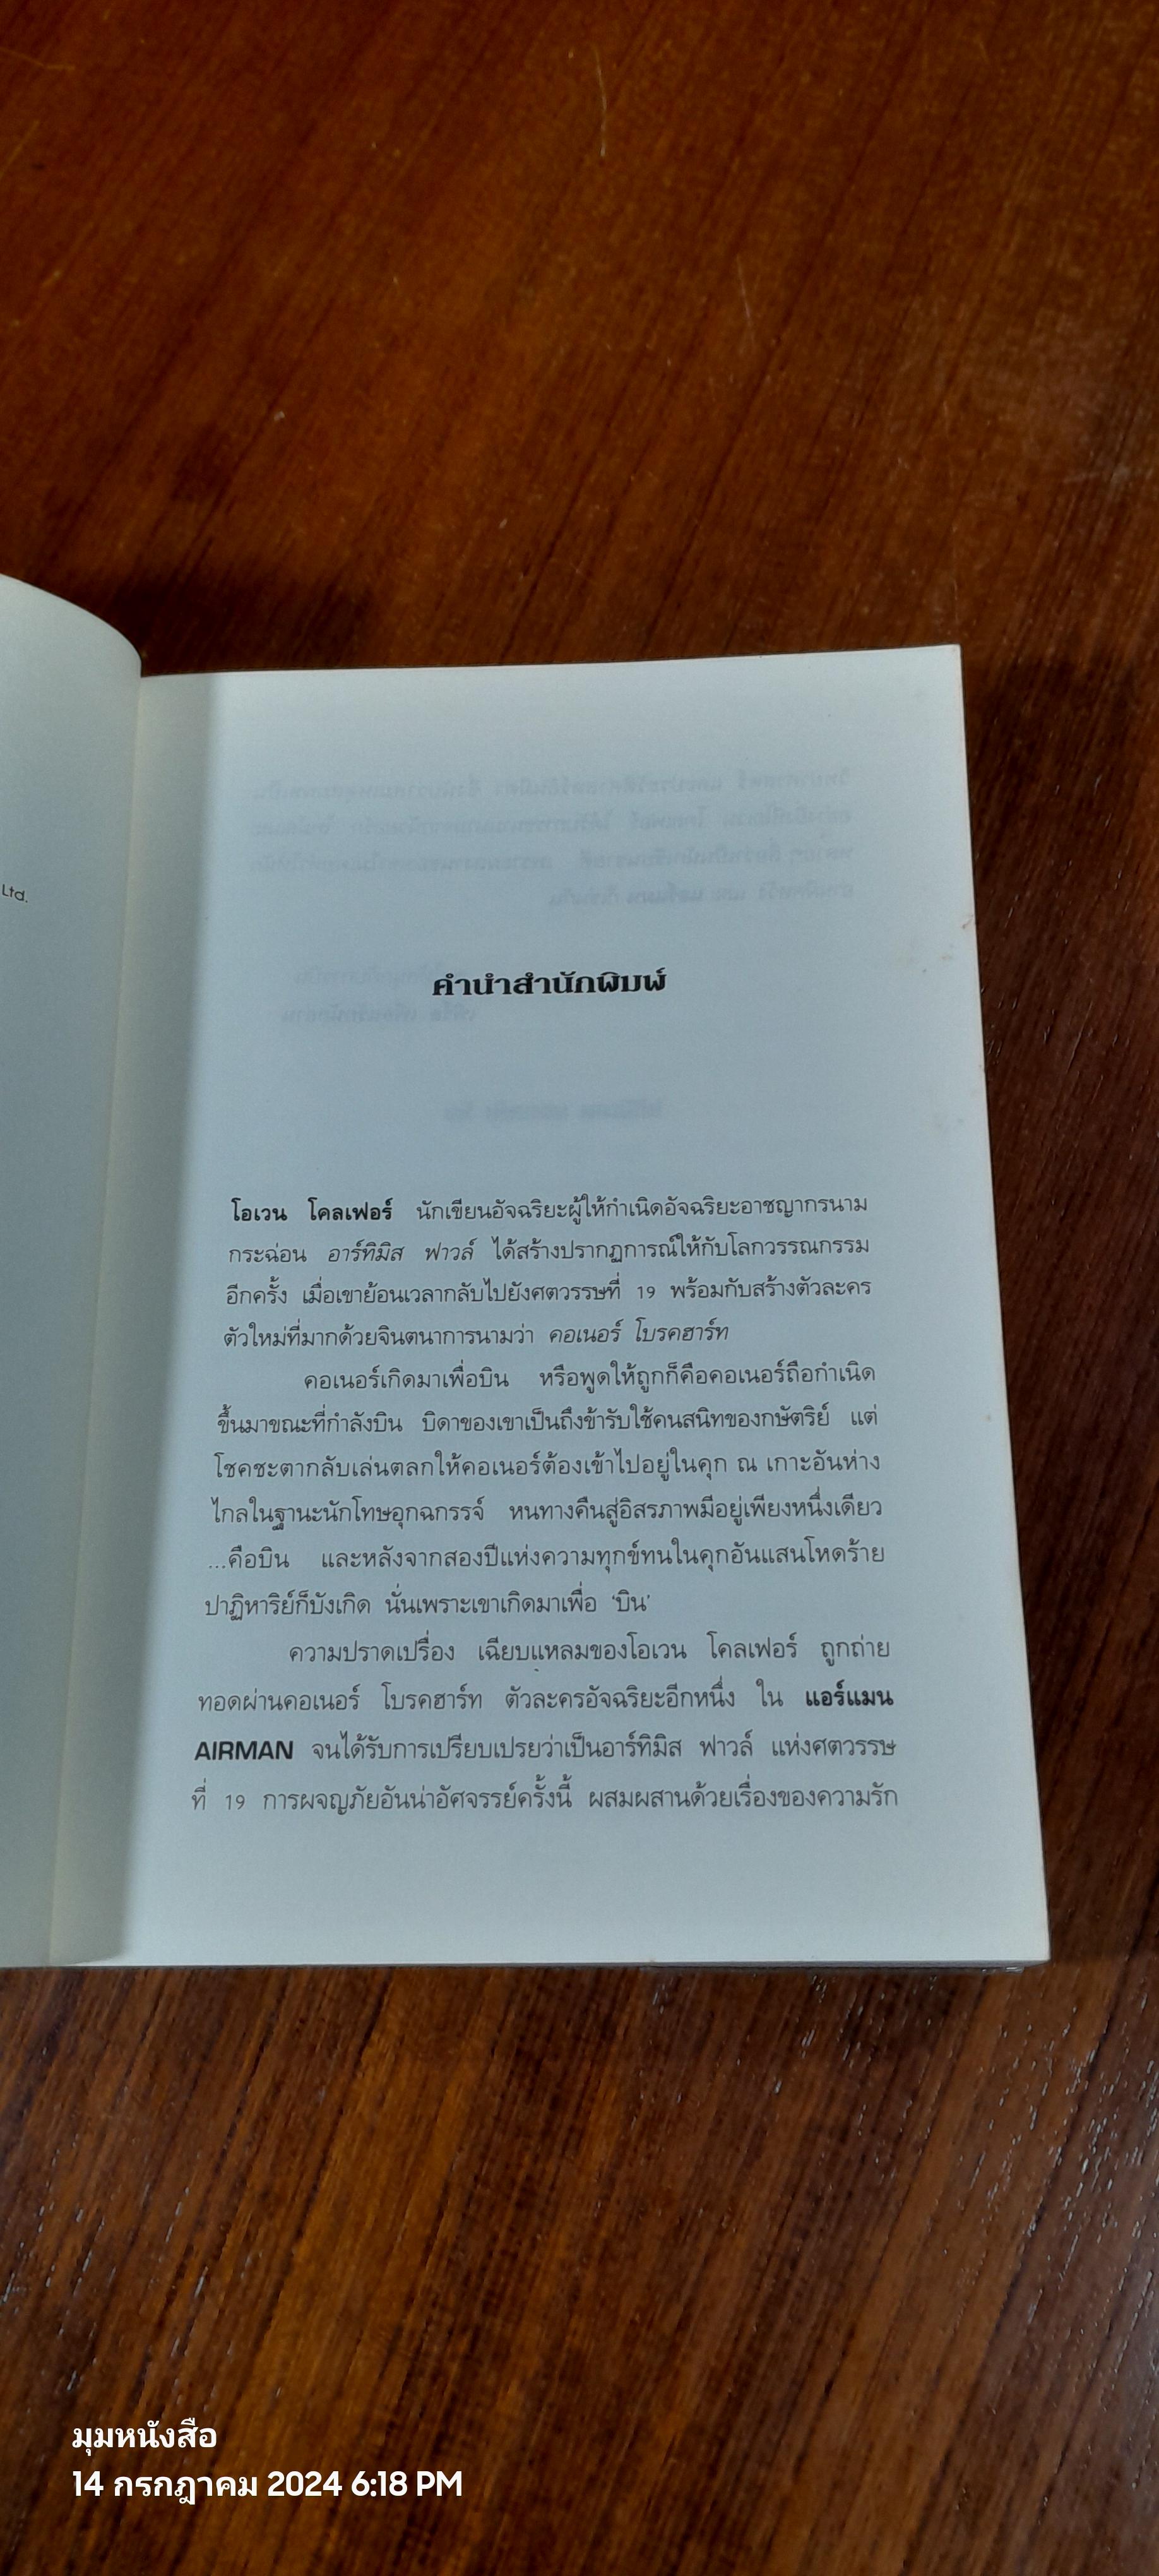 Ltd.
คำนำสำนักพิมพ์
โอเวน โคลเฟอร์ นักเขียนอัจฉริยะผู้ให้กำเนิดอัจฉริยะอาชญากรนาม
กระฉ่อน อาร์ทิมิส ฟาวล์ ได้สร้างปรากฏการณ์ให้กับโลกวรรณกรรม
อีกครั้ง เมื่อเขาย้อนเวลากลับไปยังศตวรรษที่ 19 พร้อมกับสร้างตัวละคร
ตัวใหม่ที่มากด้วยจินตนาการนามว่า คอเนอร์ โบรคฮาร์ท
คอเนอร์เกิดมาเพื่อบิน หรือพูดให้ถูกก็คือคอเนอร์ถือกำเนิด
ขึ้นมาขณะที่กำลังบิน บิดาของเขาเป็นถึงข้ารับใช้คนสนิทของกษัตริย์ แต่
โชคชะตากลับเล่นตลกให้คอเนอร์ต้องเข้าไปอยู่ในคุก ณ เกาะอันห่าง
ไกลในฐานะนักโทษอุกฉกรรจ์ หนทางคืนสู่อิสรภาพมีอยู่เพียงหนึ่งเดียว
...คือบิน และหลังจากสองปีแห่งความทุกข์ทนในคุกอันแสนโหดร้าย
ปาฏิหาริย์ก็บังเกิด นั่นเพราะเขาเกิดมาเพื่อ ‘บิน’
ความปราดเปรื่อง เฉียบแหลมของโอเวน โคลเฟอร์ ถูกถ่าย
ทอดผ่านคอเนอร์ โบรคฮาร์ท ตัวละครอัจฉริยะอีกหนึ่ง ใน แอร์แมน
AIRMAN จนได้รับการเปรียบเปรยว่าเป็นอาร์ทิมิส ฟาวล์ แห่งศตวรรษ
ที่ 19 การผจญภัยอันน่าอัศจรรย์ครั้งนี้ ผสมผสานด้วยเรื่องของความรัก
มุมหนังสือ
14 กรกฎาคม 2024 6:18 PM